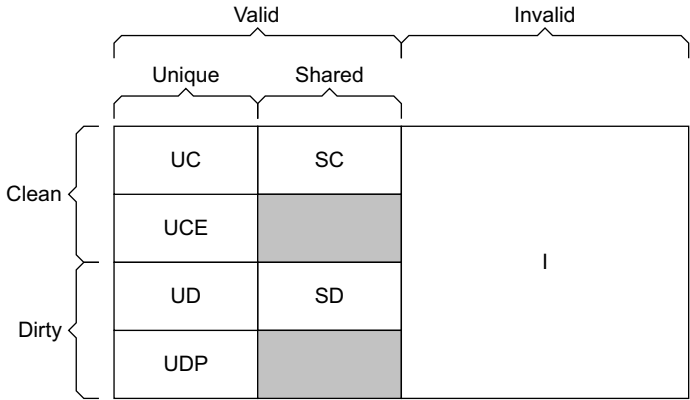 Valid
Invalid
Unique
Shared
Clean
UC
SC
UCE
I
Dirty
UD
SD
UDP